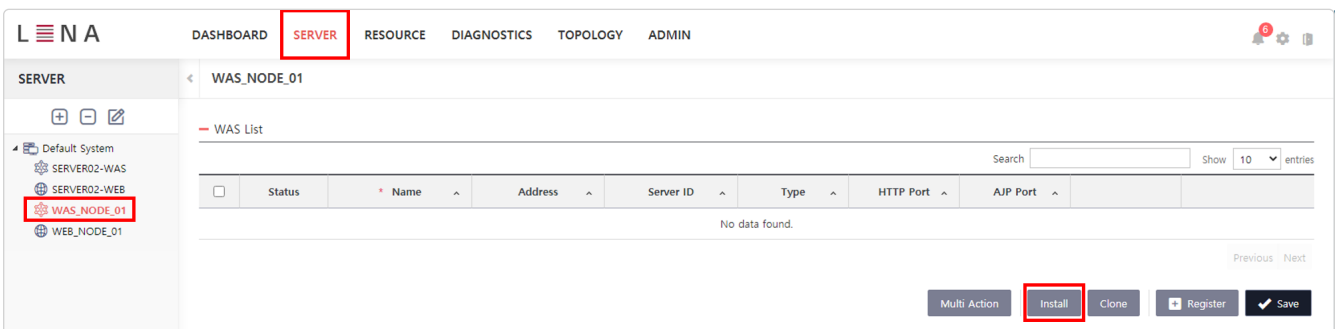 LENA DASHBOARD SERVER RESOURCE DIAGNOSTICS TOPOLOGY ADMIN 6
SERVER WAS_NODE_01
WAS List
Default System
SERVER02-WAS
SERVER02-WEB
WAS_NODE_01
WEB_NODE_01
Search Show 10 entries
Status * Name Address Server ID Type HTTP Port AJP Port
No data found.
Previous Next
Multi Action Install Clone Register Save